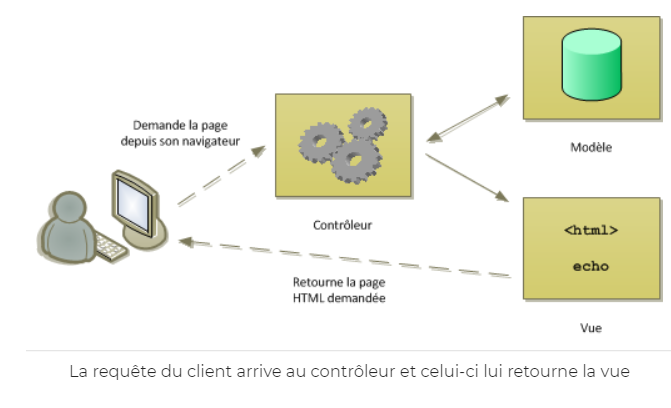 Demande la page
depuis son navigateur
Modèle
Contrôleur
<html>
echo
Retourne la page
HTML demandée
Vue
La requête du client arrive au contrôleur et celui-ci lui retourne la vue